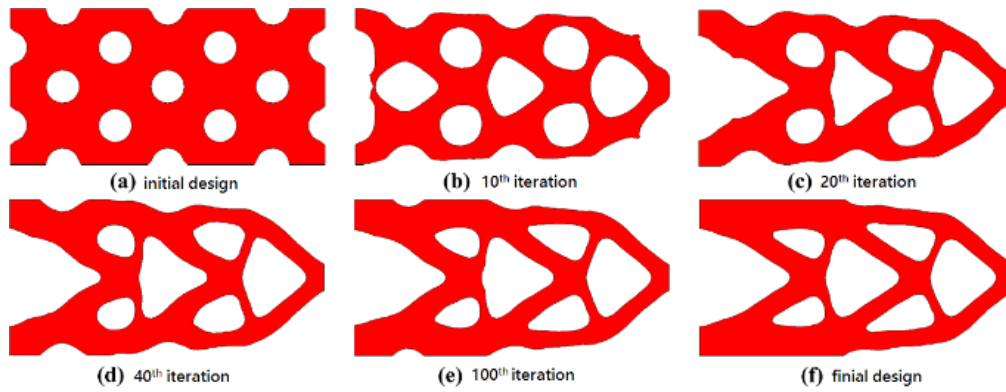 (a) initial design
(b) 10th iteration
(c) 20th iteration
(d) 40th iteration
(e) 100th iteration
(f) finial design